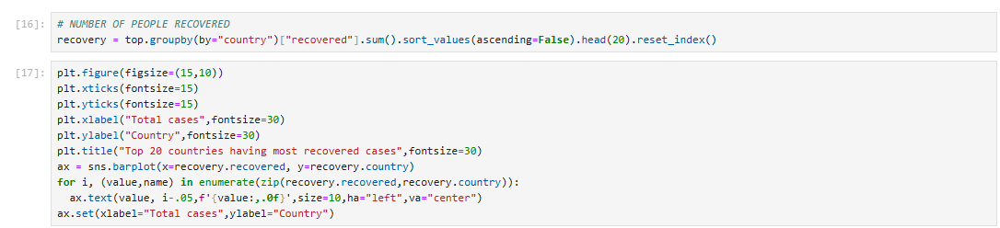 [16]: # NUMBER OF PEOPLE RECOVERED
recovery = top.groupby(by="country")["recovered"].sum().sort_values(ascending=False).head(20).reset_index()
[17]: plt.figure(figsize=(15,10))
plt.xticks(fontsize=15)
plt.yticks(fontsize=15)
plt.xlabel("Total cases",fontsize=30)
plt.ylabel("Country",fontsize=30)
plt.title("Top 20 countries having most recovered cases",fontsize=30)
ax = sns.barplot(x=recovery.recovered, y=recovery.country)
for i, (value,name) in enumerate(zip(recovery.recovered,recovery.country)):
  ax.text(value, i-.05,f'{value:,.0f}',size=10,ha="left",va="center")
ax.set(xlabel="Total cases",ylabel="Country")